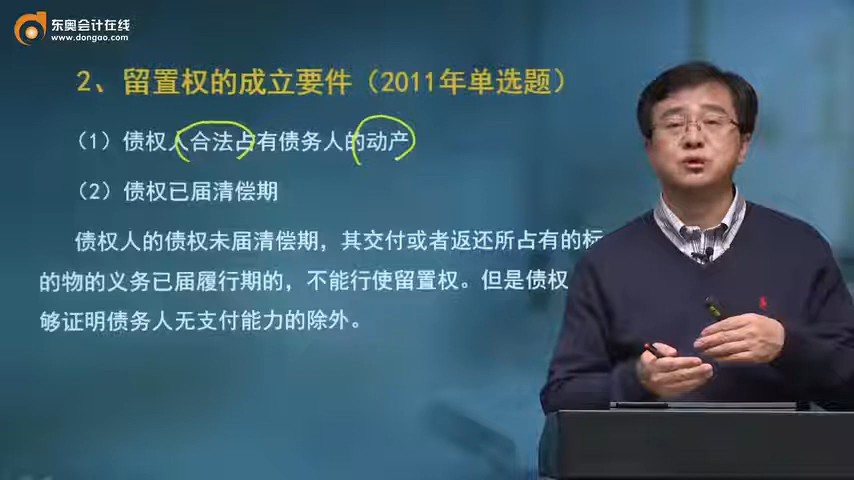 东奥会计在线
www.dongao.com
2、留置权的成立要件（2011年单选题）
（1）债权人合法占有债务人的动产
（2）债权已届清偿期
债权人的债权未届清偿期，其交付或者返还所占有的标
的物的义务已届履行期的，不能行使留置权。但是债权
够证明债务人无支付能力的除外。